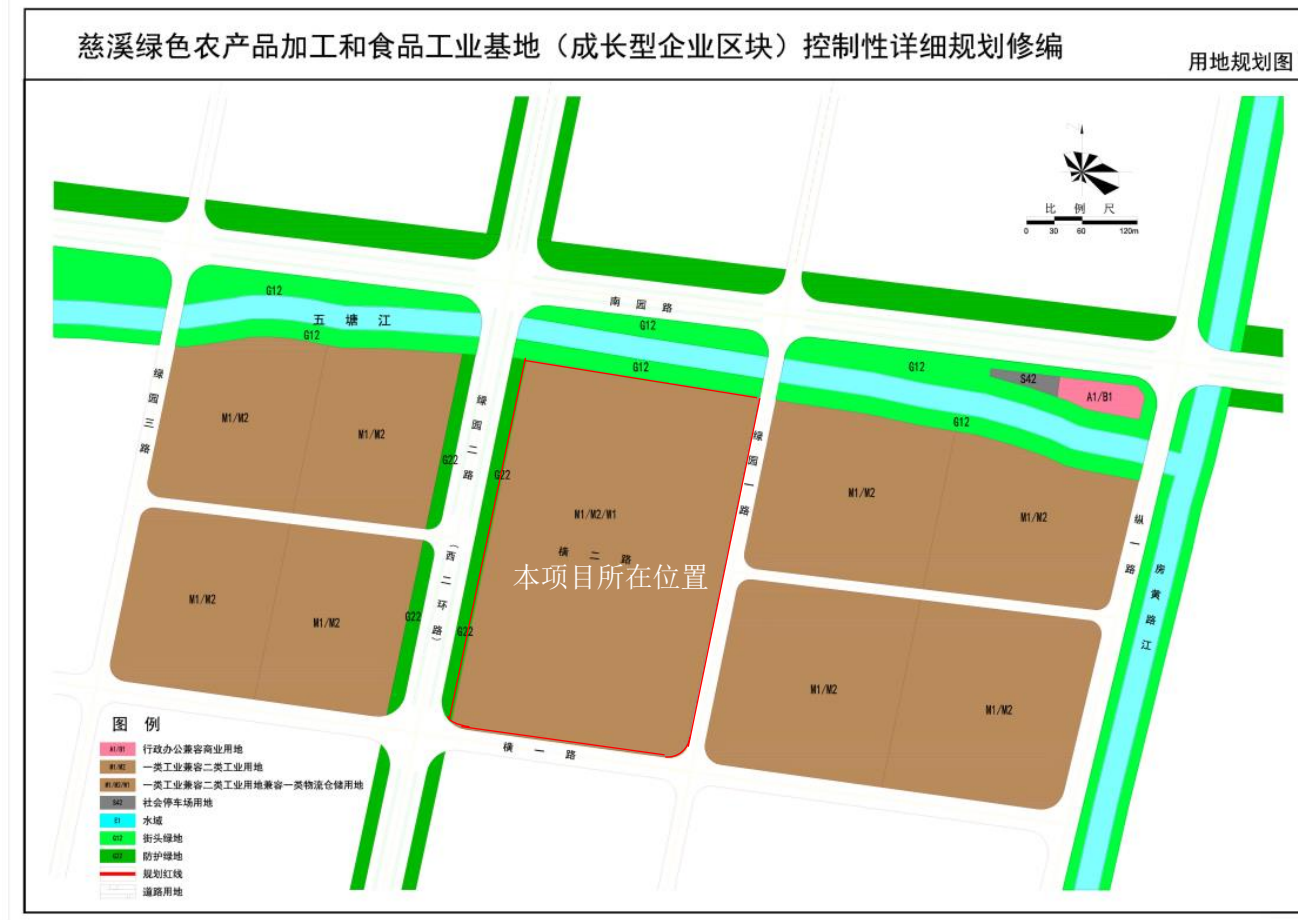 慈溪绿色农产品加工和食品工业基地（成长型企业区块）控制性详细规划修编
用地规划图
比 例 尺
0 30 60 120m
南 园 路
G12
G12
五 塘 江
G12
G12
G12
G12
S42
A1/B1
G12
绿园三路
M1/M2
M1/M2
G22
绿园二路
G22
绿园一路
M1/M2
M1/M2
纵一路
M1/M2/W1
横 二 路
本项目所在位置
（西二环路）
房黄路江
M1/M2
M1/M2
G22
G22
M1/M2
M1/M2
横 一 路
图 例
A1/B1 行政办公兼容商业用地
M1/M2 一类工业兼容二类工业用地
M1/M2/W1 一类工业兼容二类工业用地兼容一类物流仓储用地
S42 社会停车场用地
E1 水域
G12 街头绿地
G22 防护绿地
规划红线
道路用地